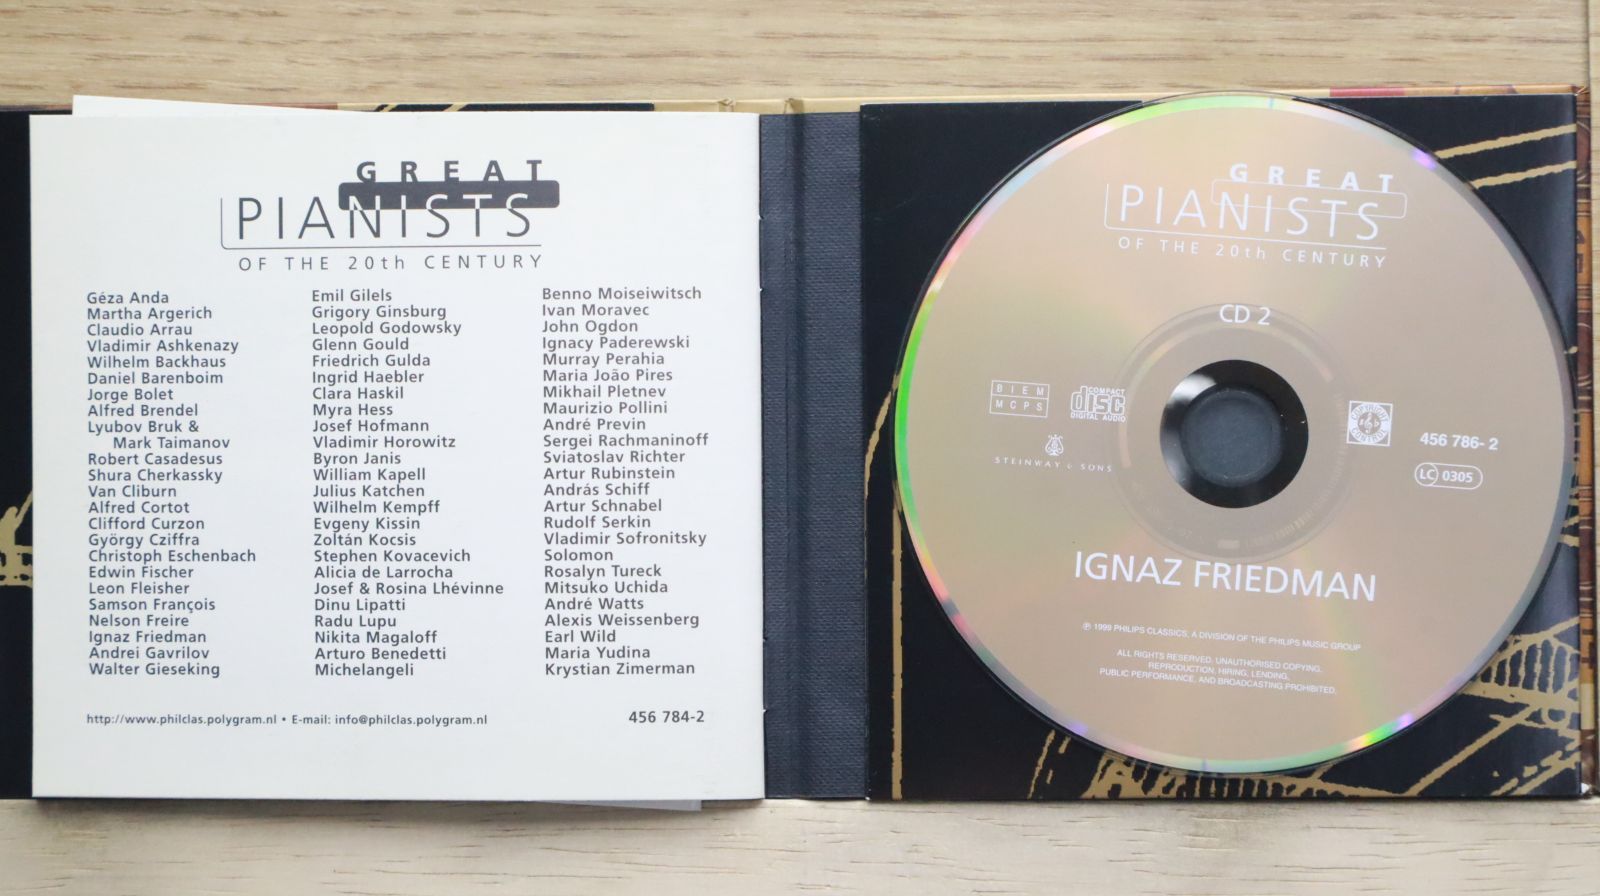 GREAT
PIANISTS
OF THE 20th CENTURY
Géza Anda
Martha Argerich
Claudio Arrau
Vladimir Ashkenazy
Wilhelm Backhaus
Daniel Barenboim
Jorge Bolet
Alfred Brendel
Lyubov Bruk &
Mark Taimanov
Robert Casadesus
Shura Cherkassky
Van Cliburn
Alfred Cortot
Clifford Curzon
György Cziffra
Christoph Eschenbach
Edwin Fischer
Leon Fleisher
Samson François
Nelson Freire
Ignaz Friedman
Andrei Gavrilov
Walter Gieseking
Emil Gilels
Grigory Ginsburg
Leopold Godowsky
Glenn Gould
Friedrich Gulda
Ingrid Haebler
Clara Haskil
Myra Hess
Josef Hofmann
Vladimir Horowitz
Byron Janis
William Kapell
Julius Katchen
Wilhelm Kempff
Evgeny Kissin
Zoltán Kocsis
Stephen Kovacevich
Alicia de Larrocha
Josef & Rosina Lhévinne
Dinu Lipatti
Radu Lupu
Nikita Magaloff
Arturo Benedetti
Michelangeli
Benno Moiseiwitsch
Ivan Moravec
John Ogdon
Ignacy Paderewski
Murray Perahia
Maria João Pires
Mikhail Pletnev
Maurizio Pollini
André Previn
Sergei Rachmaninoff
Sviatoslav Richter
Artur Rubinstein
András Schiff
Artur Schnabel
Rudolf Serkin
Vladimir Sofronitsky
Solomon
Rosalyn Tureck
Mitsuko Uchida
André Watts
Alexis Weissenberg
Earl Wild
Maria Yudina
Krystian Zimerman
http://www.philclas.polygram.nl • E-mail: info@philclas.polygram.nl
456 784-2
GREAT
PIANISTS
OF THE 20th CENTURY
CD 2
BIEM
MCPS
COMPACT
disc
DIGITAL AUDIO
STEINWAY & SONS
COPYRIGHT
CONTROL
456 786-2
LC 0305
IGNAZ FRIEDMAN
℗ 1999 PHILIPS CLASSICS, A DIVISION OF THE PHILIPS MUSIC GROUP
ALL RIGHTS RESERVED. UNAUTHORISED COPYING,
REPRODUCTION, HIRING, LENDING,
PUBLIC PERFORMANCE, AND BROADCASTING PROHIBITED.